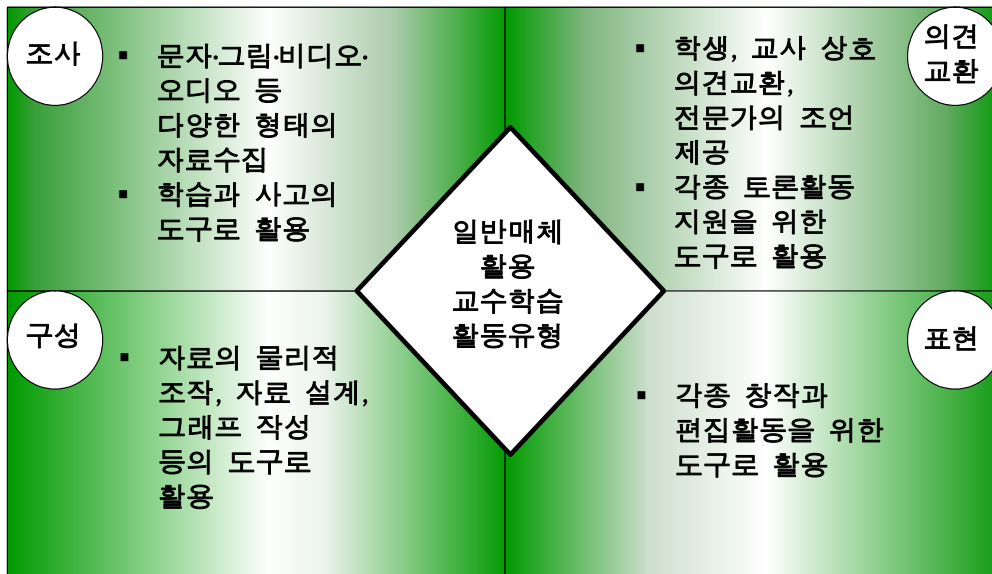 조사
▪ 문자·그림·비디오·
오디오 등
다양한 형태의
자료수집
▪ 학습과 사고의
도구로 활용
의견
교환
▪ 학생, 교사 상호
의견교환,
전문가의 조언
제공
▪ 각종 토론활동
지원을 위한
도구로 활용
일반매체
활용
교수학습
활동유형
구성
▪ 자료의 물리적
조작, 자료 설계,
그래프 작성
등의 도구로
활용
표현
▪ 각종 창작과
편집활동을 위한
도구로 활용